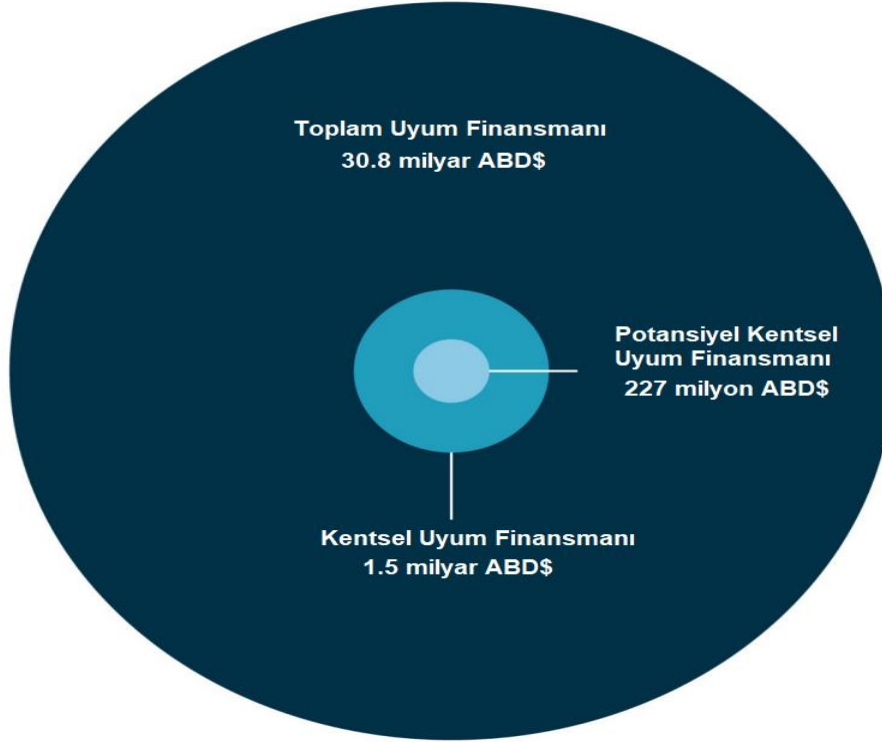 Toplam Uyum Finansmanı
30.8 milyar ABD$
Potansiyel Kentsel
Uyum Finansmanı
227 milyon ABD$
Kentsel Uyum Finansmanı
1.5 milyar ABD$